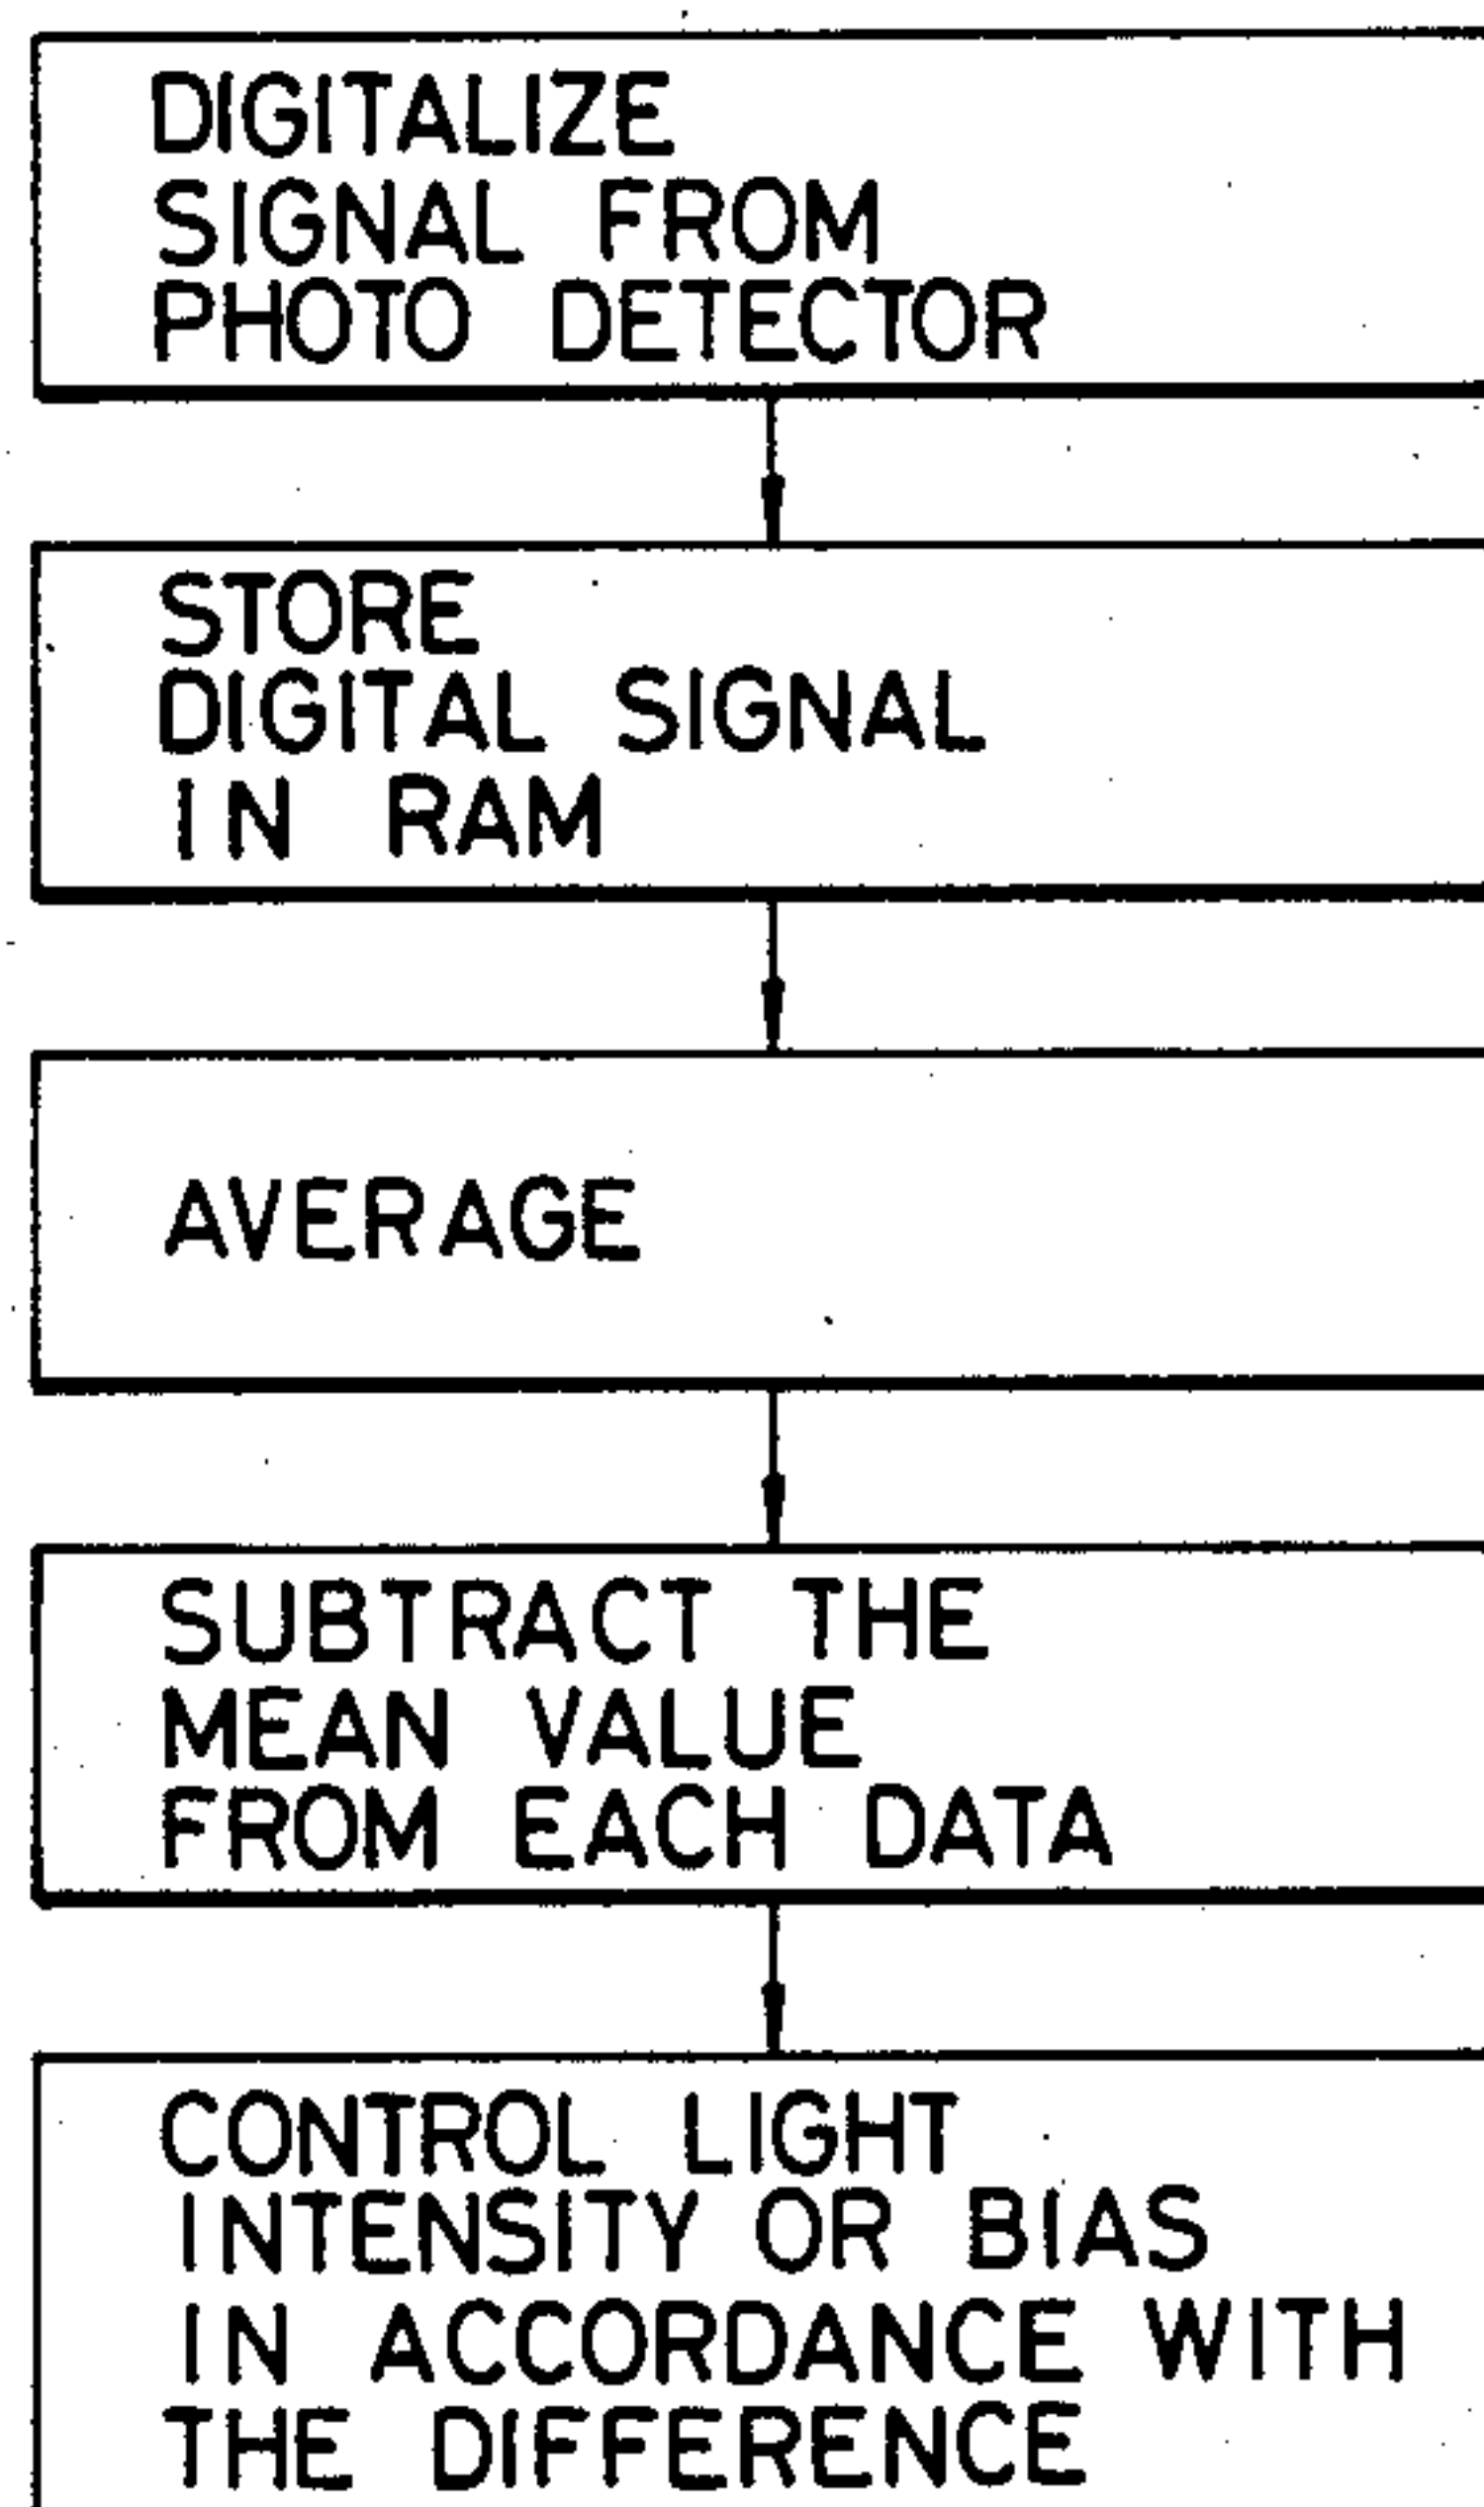 DIGITALIZE
SIGNAL FROM
PHOTO DETECTOR
STORE
DIGITAL SIGNAL
IN RAM
AVERAGE
SUBTRACT THE
MEAN VALUE
FROM EACH DATA
CONTROL LIGHT
INTENSITY OR BIAS
IN ACCORDANCE WITH
THE DIFFERENCE